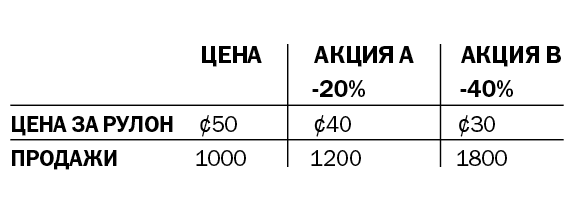 ЦЕНА АКЦИЯ А АКЦИЯ В
-20% -40%
ЦЕНА ЗА РУЛОН ¢50 ¢40 ¢30
ПРОДАЖИ 1000 1200 1800